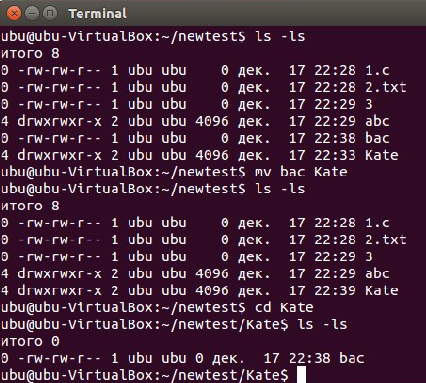 Terminal
ubu@ubu-VirtualBox:~/newtest$ ls -ls
итого 8
0 -rw-rw-r-- 1 ubu ubu    0 дек.  17 22:28 1.c
0 -rw-rw-r-- 1 ubu ubu    0 дек.  17 22:28 2.txt
0 -rw-rw-r-- 1 ubu ubu    0 дек.  17 22:29 3
4 drwxrwxr-x 2 ubu ubu 4096 дек.  17 22:29 abc
0 -rw-rw-r-- 1 ubu ubu    0 дек.  17 22:38 bac
4 drwxrwxr-x 2 ubu ubu 4096 дек.  17 22:33 Kate
ubu@ubu-VirtualBox:~/newtest$ mv bac Kate
ubu@ubu-VirtualBox:~/newtest$ ls -ls
итого 8
0 -rw-rw-r-- 1 ubu ubu    0 дек.  17 22:28 1.c
0 -rw-rw-r-- 1 ubu ubu    0 дек.  17 22:28 2.txt
0 -rw-rw-r-- 1 ubu ubu    0 дек.  17 22:29 3
4 drwxrwxr-x 2 ubu ubu 4096 дек.  17 22:29 abc
4 drwxrwxr-x 2 ubu ubu 4096 дек.  17 22:39 Kate
ubu@ubu-VirtualBox:~/newtest$ cd Kate
ubu@ubu-VirtualBox:~/newtest/Kate$ ls -ls
итого 0
0 -rw-rw-r-- 1 ubu ubu 0 дек.  17 22:38 bac
ubu@ubu-VirtualBox:~/newtest/Kate$